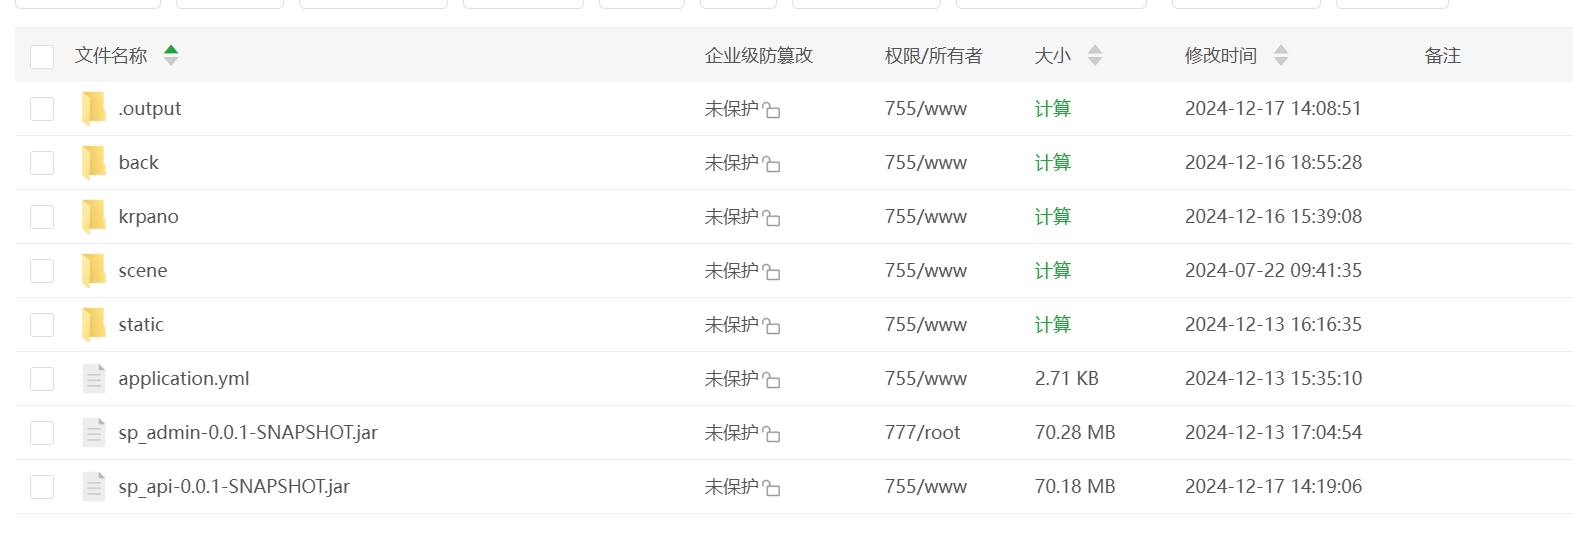 文件名称 企业级防篡改 权限/所有者 大小 修改时间 备注
.output 未保护 755/www 计算 2024-12-17 14:08:51
back 未保护 755/www 计算 2024-12-16 18:55:28
krpano 未保护 755/www 计算 2024-12-16 15:39:08
scene 未保护 755/www 计算 2024-07-22 09:41:35
static 未保护 755/www 计算 2024-12-13 16:16:35
application.yml 未保护 755/www 2.71 KB 2024-12-13 15:35:10
sp_admin-0.0.1-SNAPSHOT.jar 未保护 777/root 70.28 MB 2024-12-13 17:04:54
sp_api-0.0.1-SNAPSHOT.jar 未保护 755/www 70.18 MB 2024-12-17 14:19:06